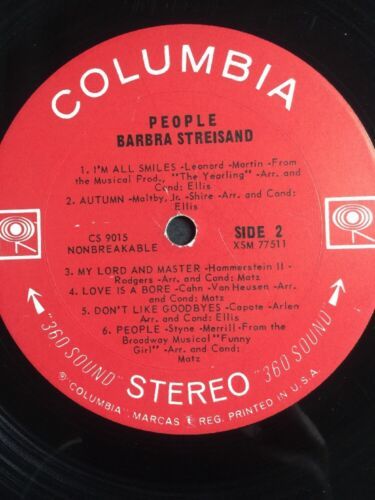 COLUMBIA
PEOPLE
BARBRA STREISAND
1. I'M ALL SMILES -Leonard -Martin -From
the Musical Prod., "The Yearling" -Arr. and
Cond: Ellis
2. AUTUMN -Maltby, Jr. -Shire -Arr. and Cond:
Ellis
CS 9015
NONBREAKABLE
SIDE 2
XSM 77511
3. MY LORD AND MASTER -Hammerstein II -
Rodgers -Arr. and Cond: Matz
4. LOVE IS A BORE -Cahn -Van Heusen -Arr. and Cond:
Matz
5. DON'T LIKE GOODBYES -Capote -Arlen
Arr. and Cond: Ellis
6. PEOPLE -Styne -Merrill -From the
Broadway Musical "Funny
Girl" -Arr. and Cond:
Matz
"360 SOUND" STEREO "360 SOUND"
® "COLUMBIA", MARCAS REG. PRINTED IN U.S.A.